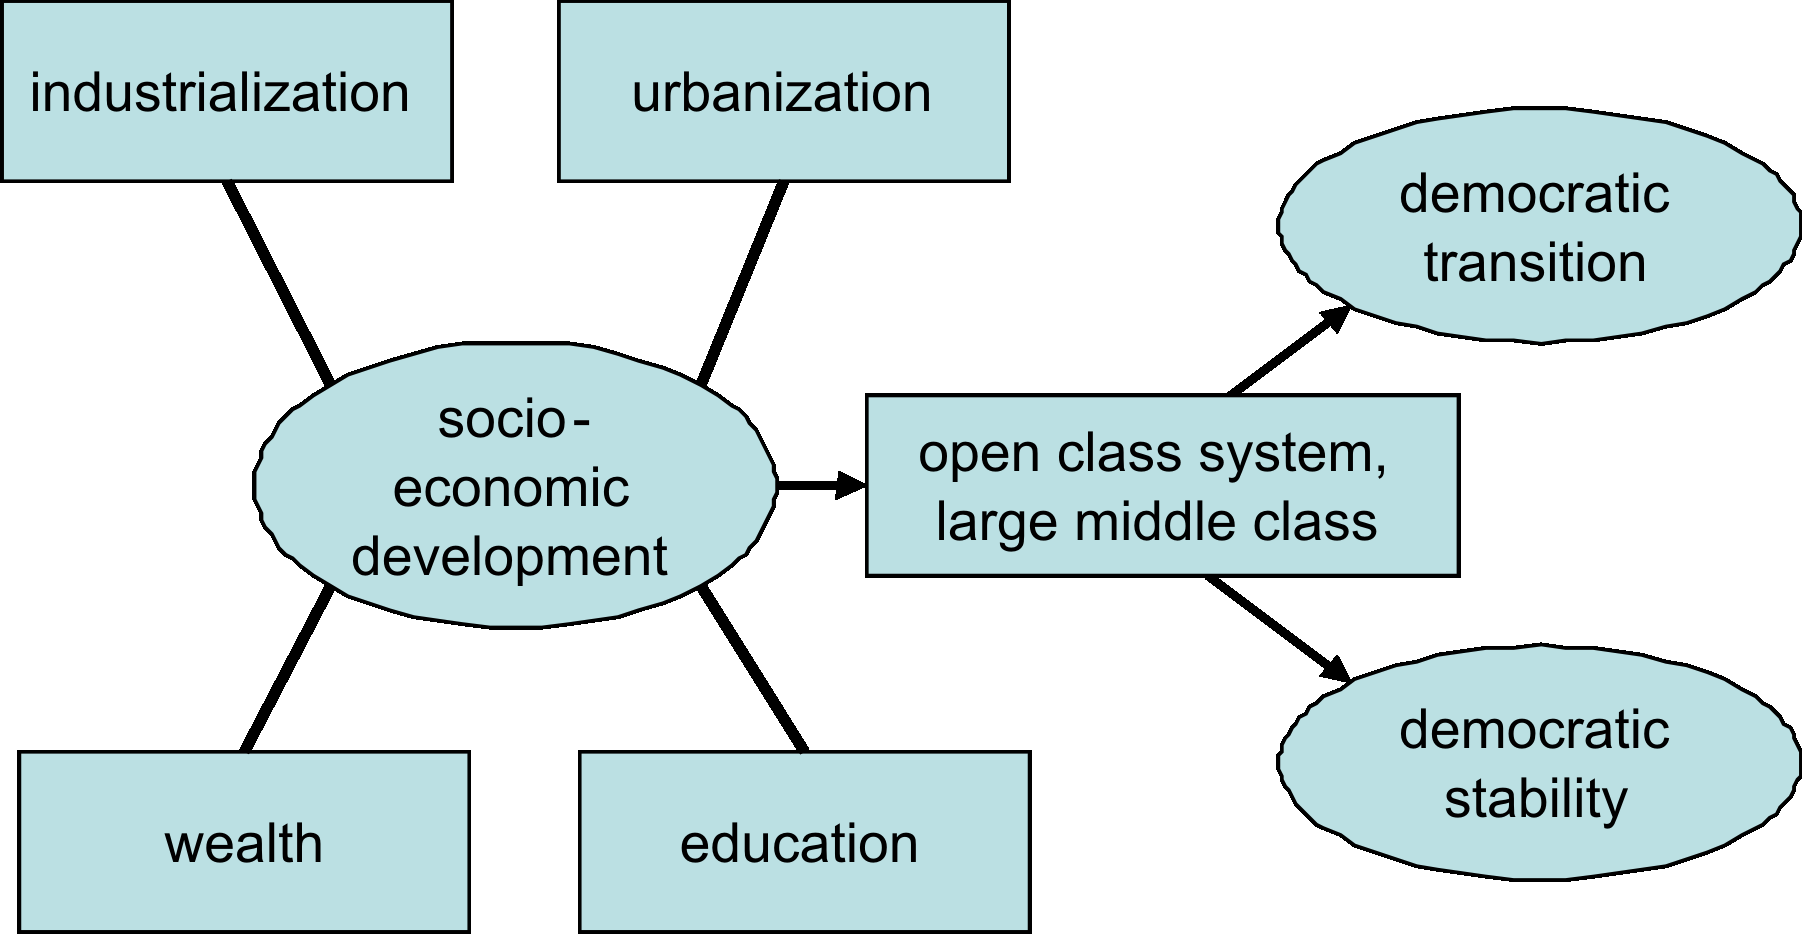 industrialization
urbanization
democratic
transition
socio-
economic
development
open class system,
large middle class
democratic
stability
wealth
education